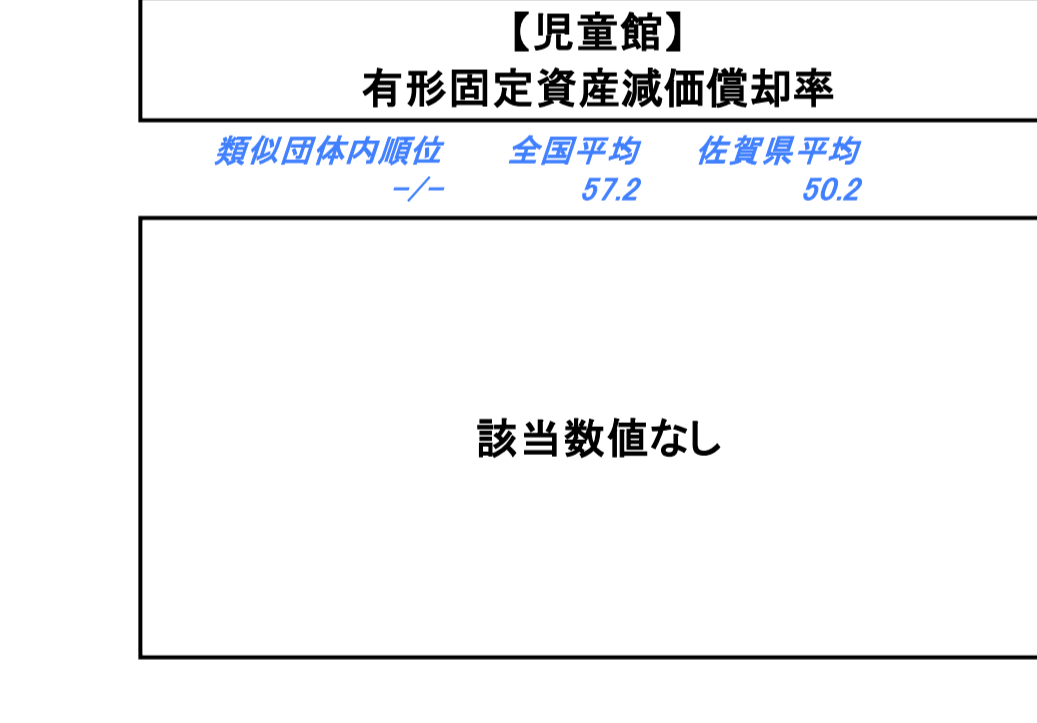 【児童館】
有形固定資産減価償却率
類似団体内順位 全国平均 佐賀県平均
-/- 57.2 50.2
該当数値なし